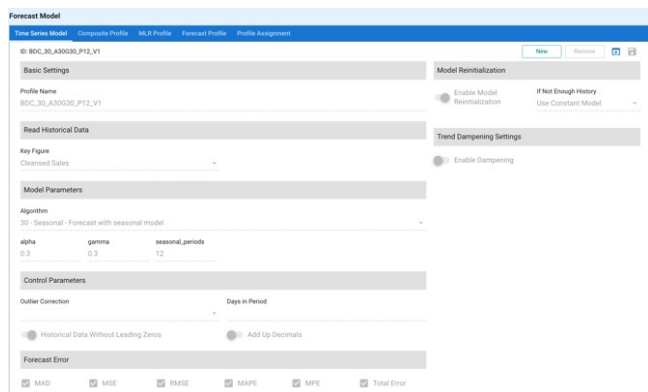 Forecast Model
Time Series Model Composite Profile MLR Profile Forecast Profile Profile Assignment
ID: BDC_30_A30G30_P12_V1 New Remove
Basic Settings
Profile Name
BDC_30_A30G30_P12_V1
Read Historical Data
Key Figure
Cleansed Sales
Model Parameters
Algorithm
30 - Seasonal - Forecast with seasonal model
alpha gamma seasonal_periods
0.3 0.3 12
Control Parameters
Outlier Correction Days in Period
Historical Data Without Leading Zeros Add Up Decimals
Forecast Error
MAD MSE RMSE MAPE MPE Total Error
Model Reinitialization
Enable Model Reinitialization
If Not Enough History
Use Constant Model
Trend Dampening Settings
Enable Dampening